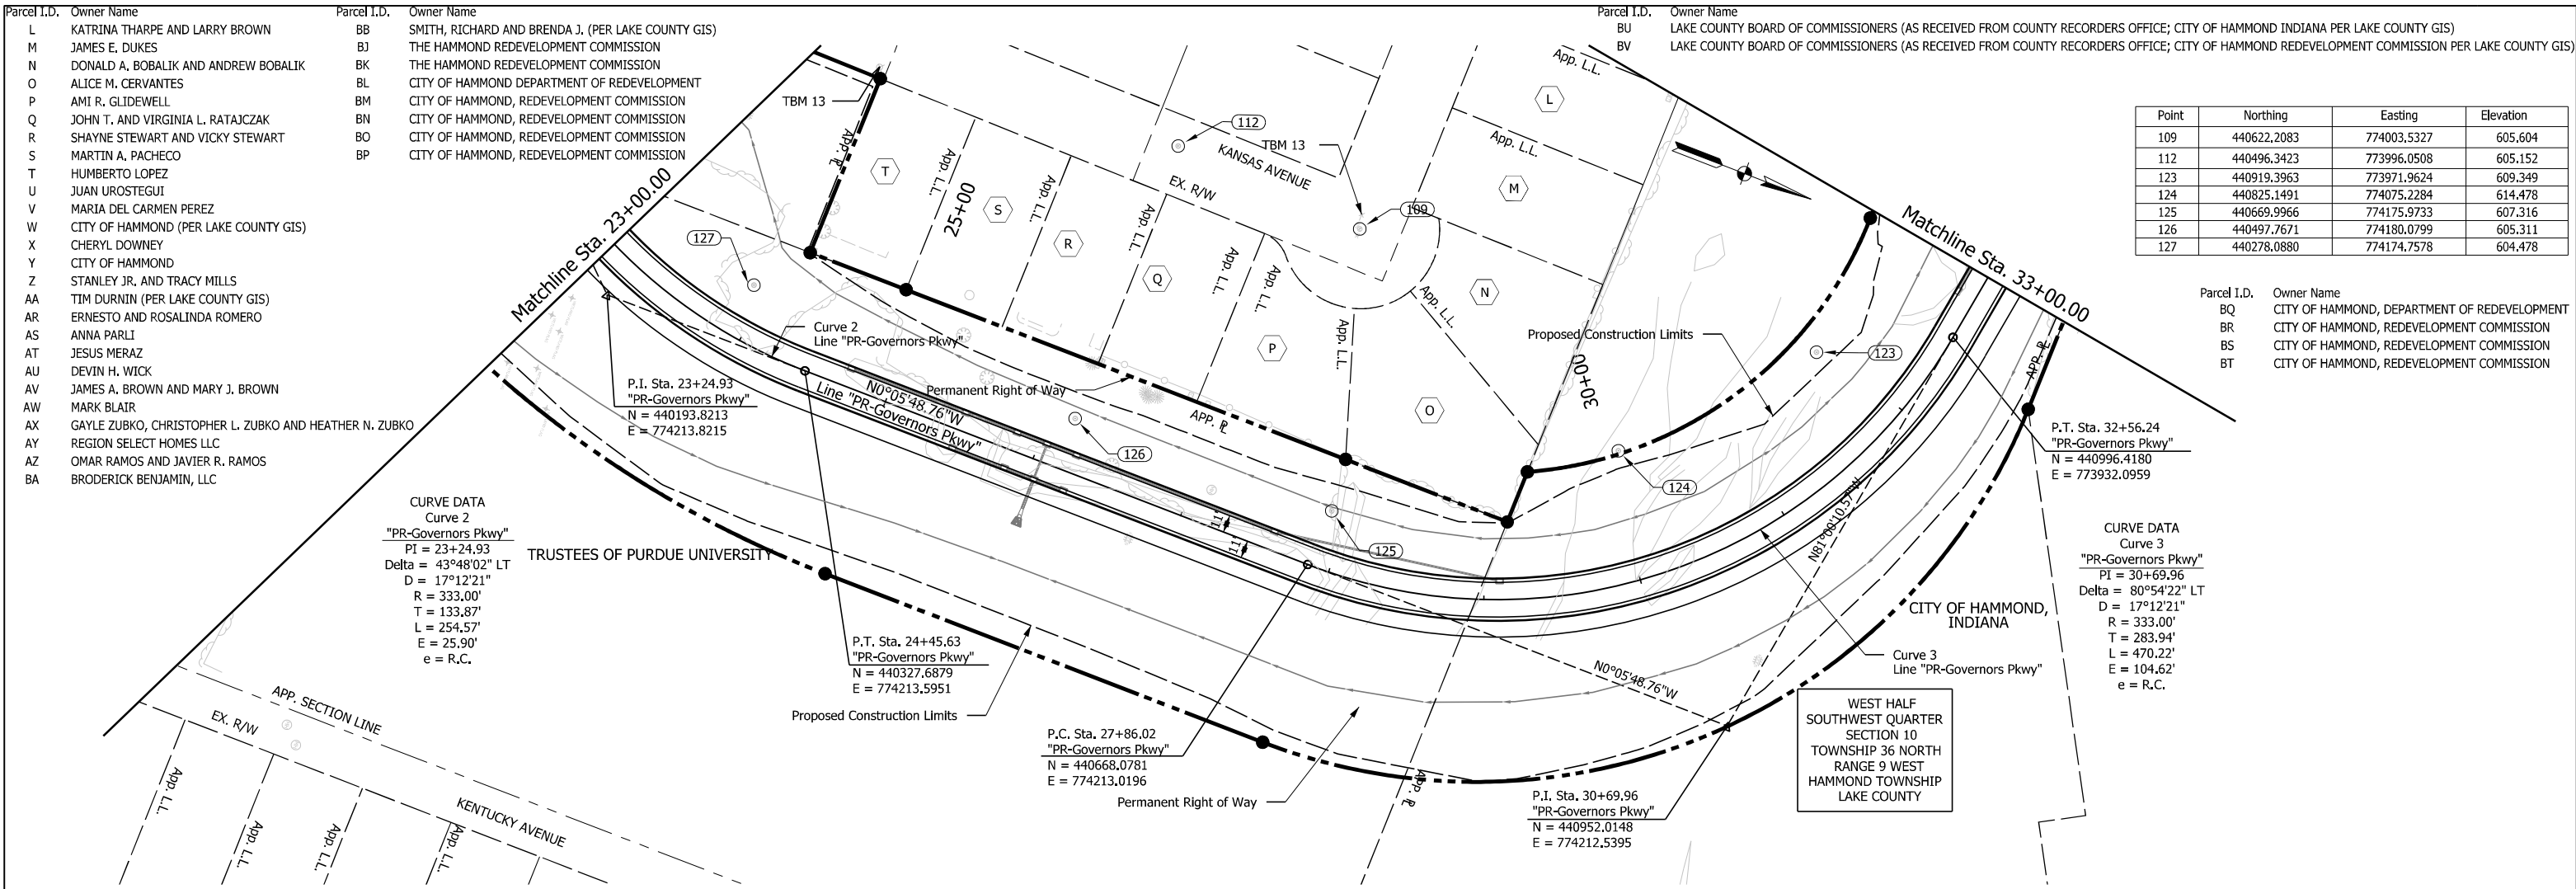 Parcel I.D. Owner Name
L KATRINA THARPE AND LARRY BROWN
M JAMES E. DUKES
N DONALD A. BOBALIK AND ANDREW BOBALIK
O ALICE M. CERVANTES
P AMI R. GLIDEWELL
Q JOHN T. AND VIRGINIA L. RATAJCZAK
R SHAYNE STEWART AND VICKY STEWART
S MARTIN A. PACHECO
T HUMBERTO LOPEZ
U JUAN UROSTEGUI
V MARIA DEL CARMEN PEREZ
W CITY OF HAMMOND (PER LAKE COUNTY GIS)
X CHERYL DOWNEY
Y CITY OF HAMMOND
Z STANLEY JR. AND TRACY MILLS
AA TIM DURNIN (PER LAKE COUNTY GIS)
AR ERNESTO AND ROSALINDA ROMERO
AS ANNA PARLI
AT JESUS MERAZ
AU DEVIN H. WICK
AV JAMES A. BROWN AND MARY J. BROWN
AW MARK BLAIR
AX GAYLE ZUBKO, CHRISTOPHER L. ZUBKO AND HEATHER N. ZUBKO
AY REGION SELECT HOMES LLC
AZ OMAR RAMOS AND JAVIER R. RAMOS
BA BRODERICK BENJAMIN, LLC
Parcel I.D. Owner Name
BB SMITH, RICHARD AND BRENDA J. (PER LAKE COUNTY GIS)
BJ THE HAMMOND REDEVELOPMENT COMMISSION
BK THE HAMMOND REDEVELOPMENT COMMISSION
BL CITY OF HAMMOND DEPARTMENT OF REDEVELOPMENT
BM CITY OF HAMMOND, REDEVELOPMENT COMMISSION
BN CITY OF HAMMOND, REDEVELOPMENT COMMISSION
BO CITY OF HAMMOND, REDEVELOPMENT COMMISSION
BP CITY OF HAMMOND, REDEVELOPMENT COMMISSION
Parcel I.D. Owner Name
BU LAKE COUNTY BOARD OF COMMISSIONERS (AS RECEIVED FROM COUNTY RECORDERS OFFICE; CITY OF HAMMOND INDIANA PER LAKE COUNTY GIS)
BV LAKE COUNTY BOARD OF COMMISSIONERS (AS RECEIVED FROM COUNTY RECORDERS OFFICE; CITY OF HAMMOND REDEVELOPMENT COMMISSION PER LAKE COUNTY GIS)
Point Northing Easting Elevation
109 440622.2083 774003.5327 605.604
112 440496.3423 773996.0508 605.152
123 440919.3963 773971.9624 609.349
124 440825.1491 774075.2284 614.478
125 440669.9966 774175.9733 607.316
126 440497.7671 774180.0799 605.311
127 440278.0880 774174.7578 604.478
Parcel I.D. Owner Name
BQ CITY OF HAMMOND, DEPARTMENT OF REDEVELOPMENT
BR CITY OF HAMMOND, REDEVELOPMENT COMMISSION
BS CITY OF HAMMOND, REDEVELOPMENT COMMISSION
BT CITY OF HAMMOND, REDEVELOPMENT COMMISSION
Matchline Sta. 23+00.00
Matchline Sta. 33+00.00
TBM 13
TBM 13
APP. PL
App. L.L.
App. L.L.
App. L.L.
App. L.L.
App. L.L.
App. L.L.
App. L.L.
App. L.L.
App. L.L.
T
S
R
Q
P
O
N
M
L
25+00
30+00
112
109
127
126
125
124
123
KANSAS AVENUE
EX. R/W
Curve 2
Line "PR-Governors Pkwy"
Permanent Right of Way
Proposed Construction Limits
N0°05'48.76"W
Line "PR-Governors Pkwy"
APP. PL
APP. PL
11'
11'
P.I. Sta. 23+24.93
"PR-Governors Pkwy"
N = 440193.8213
E = 774213.8215
CURVE DATA
Curve 2
"PR-Governors Pkwy"
PI = 23+24.93
Delta = 43°48'02" LT
D = 17°12'21"
R = 333.00'
T = 133.87'
L = 254.57'
E = 25.90'
e = R.C.
TRUSTEES OF PURDUE UNIVERSITY
P.T. Sta. 24+45.63
"PR-Governors Pkwy"
N = 440327.6879
E = 774213.5951
Proposed Construction Limits
P.C. Sta. 27+86.02
"PR-Governors Pkwy"
N = 440668.0781
E = 774213.0196
Permanent Right of Way
APP. PL
N0°05'48.76"W
N81°00'10.57"W
P.I. Sta. 30+69.96
"PR-Governors Pkwy"
N = 440952.0148
E = 774212.5395
P.T. Sta. 32+56.24
"PR-Governors Pkwy"
N = 440996.4180
E = 773932.0959
CITY OF HAMMOND,
INDIANA
Curve 3
Line "PR-Governors Pkwy"
CURVE DATA
Curve 3
"PR-Governors Pkwy"
PI = 30+69.96
Delta = 80°54'22" LT
D = 17°12'21"
R = 333.00'
T = 283.94'
L = 470.22'
E = 104.62'
e = R.C.
WEST HALF
SOUTHWEST QUARTER
SECTION 10
TOWNSHIP 36 NORTH
RANGE 9 WEST
HAMMOND TOWNSHIP
LAKE COUNTY
APP. SECTION LINE
EX. R/W
KENTUCKY AVENUE
App. L.L.
App. L.L.
App. L.L.
App. L.L.